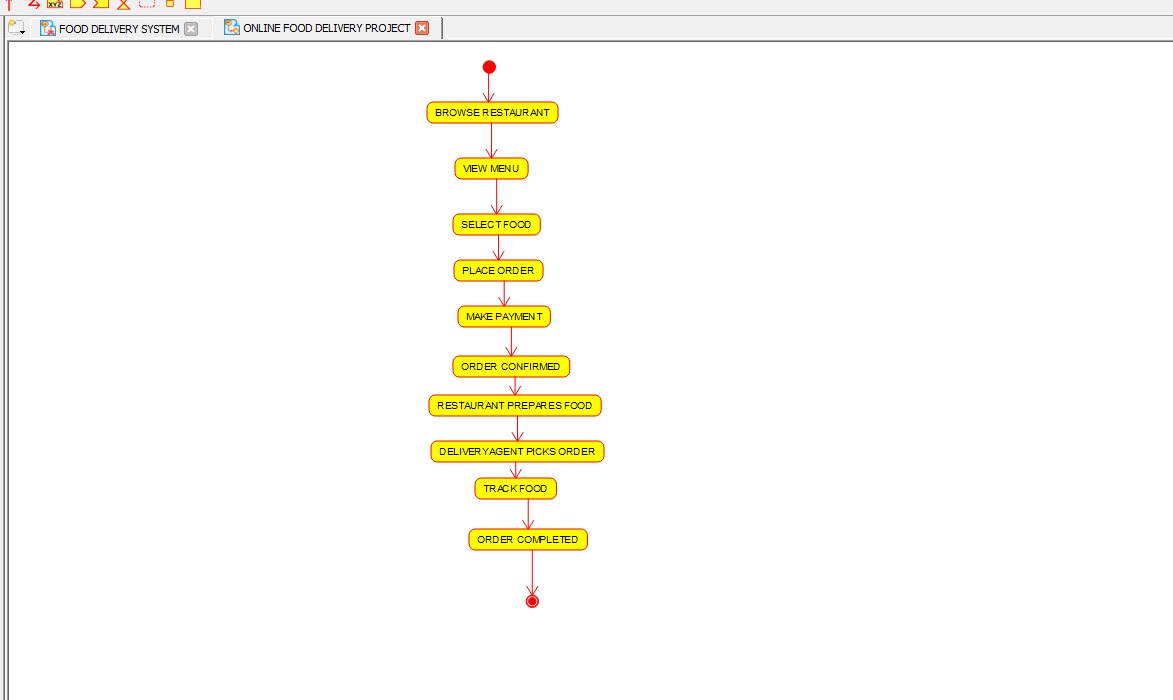 XYZ
FOOD DELIVERY SYSTEM
ONLINE FOOD DELIVERY PROJECT
BROWSE RESTAURANT
VIEW MENU
SELECT FOOD
PLACE ORDER
MAKE PAYMENT
ORDER CONFIRMED
RESTAURANT PREPARES FOOD
DELIVERYAGENT PICKS ORDER
TRACK FOOD
ORDER COMPLETED